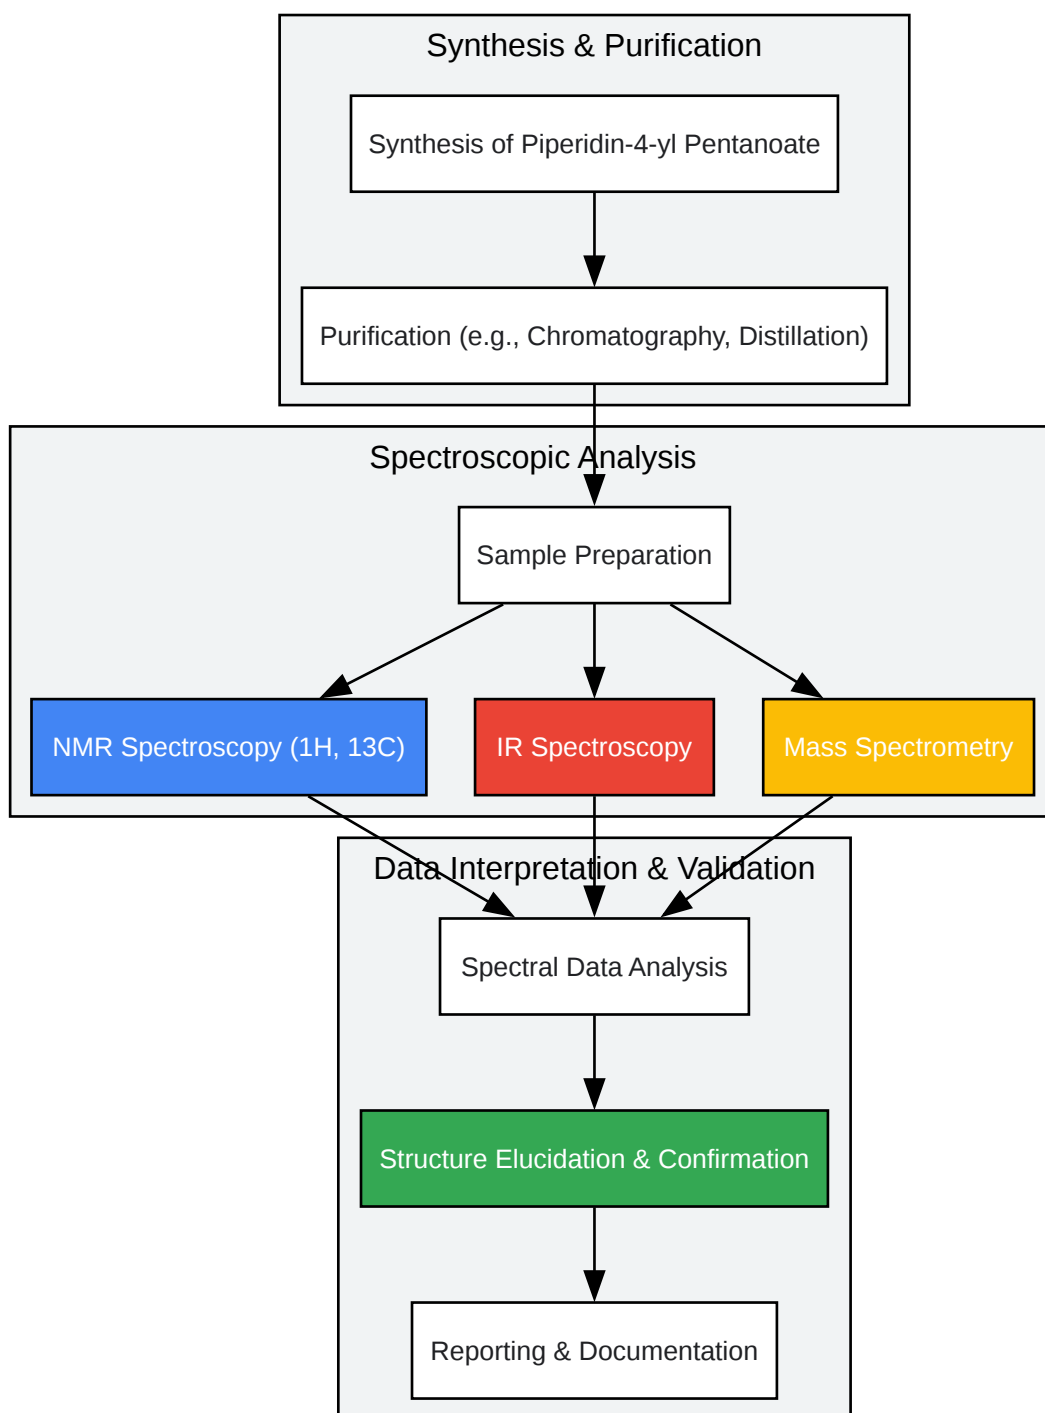 Synthesis & Purification
Synthesis of Piperidin-4-yl Pentanoate
Purification (e.g., Chromatography, Distillation)
Spectroscopic Analysis
Sample Preparation
NMR Spectroscopy (1H, 13C)
IR Spectroscopy
Mass Spectrometry
Data Interpretation & Validation
Spectral Data Analysis
Structure Elucidation & Confirmation
Reporting & Documentation